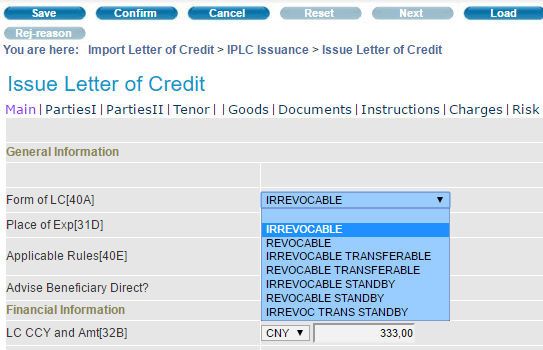 Save Confirm Cancel Reset Next Load
Rej-reason
You are here: Import Letter of Credit > IPLC Issuance > Issue Letter of Credit
Issue Letter of Credit
Main | PartiesI | PartiesII | Tenor | | Goods | Documents | Instructions | Charges | Risk
General Information
Form of LC[40A] IRREVOCABLE
Place of Exp[31D]
IRREVOCABLE
REVOCABLE
Applicable Rules[40E] IRREVOCABLE TRANSFERABLE
REVOCABLE TRANSFERABLE
Advise Beneficiary Direct? IRREVOCABLE STANDBY
REVOCABLE STANDBY
Financial Information IRREVOC TRANS STANDBY
LC CCY and Amt[32B] CNY 333,00